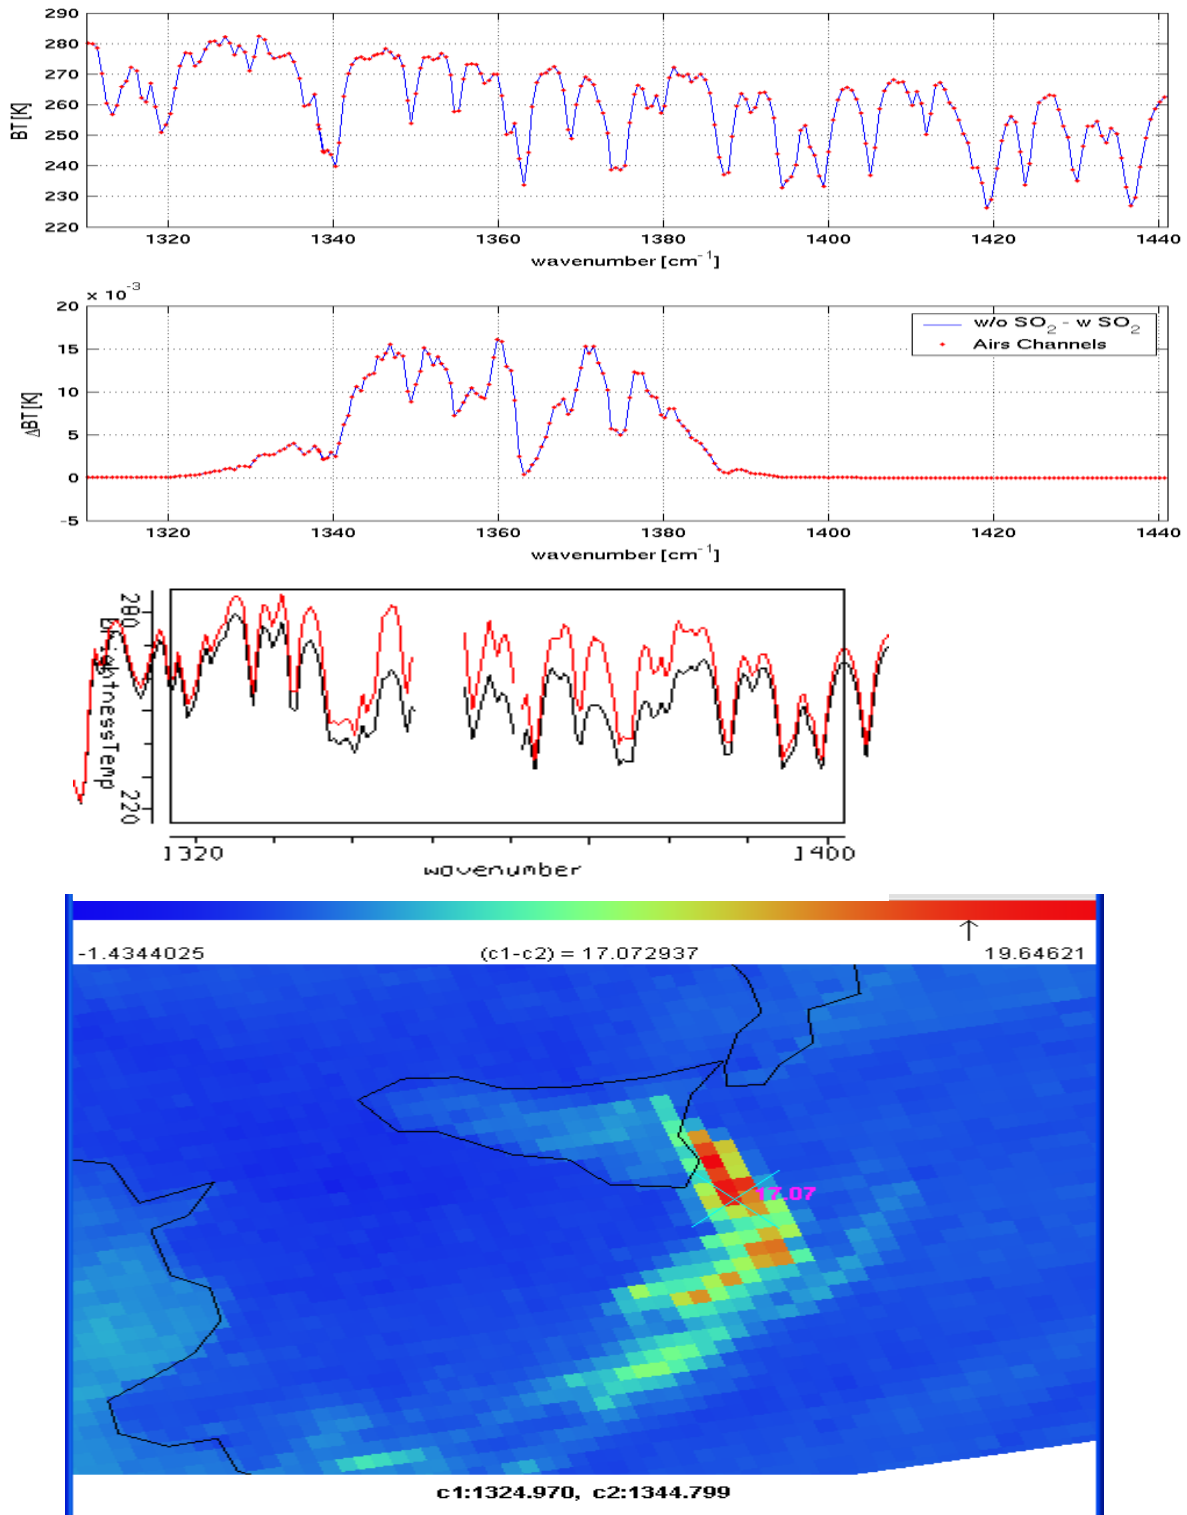 290
280
270
260
250
240
230
220
BT[K]
1320 1340 1360 1380 1400 1420 1440
wavenumber [cm⁻¹]
× 10⁻³
20
15
10
5
0
-5
ΔBT[K]
w/o SO₂ - w SO₂
Airs Channels
1320 1340 1360 1380 1400 1420 1440
wavenumber [cm⁻¹]
280
220
BrightnessTemp
1320 1400
wavenumber
-1.4344025 (c1-c2) = 17.072937 19.64621
17.07
c1:1324.970, c2:1344.799